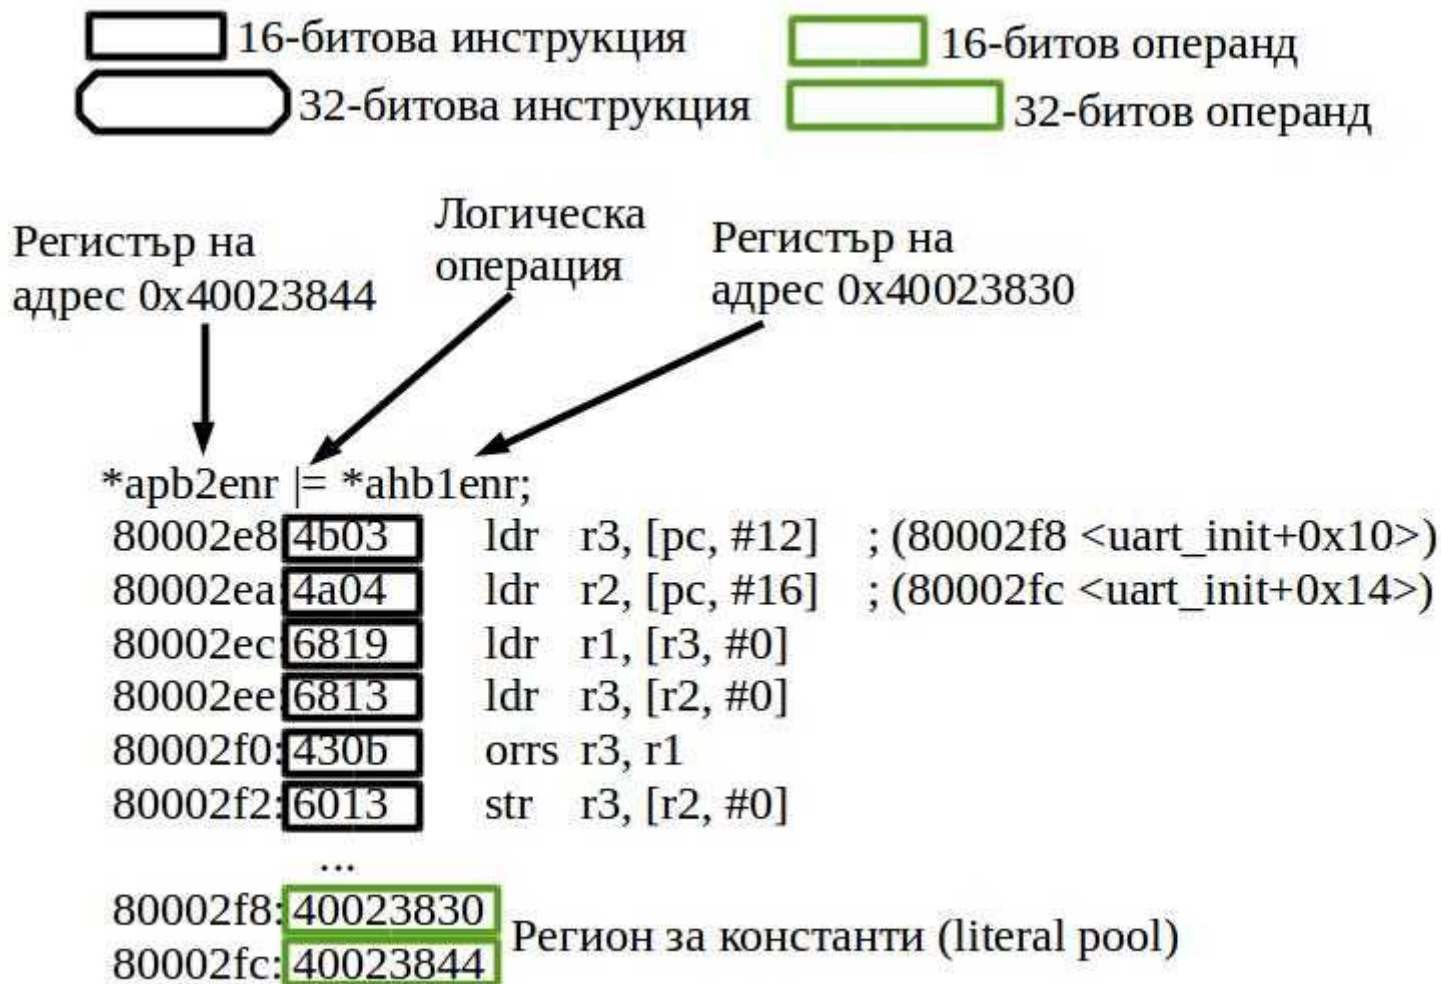 16-битова инструкция 16-битов операнд
32-битова инструкция 32-битов операнд
Регистър на
адрес 0x40023844
Логическа
операция
Регистър на
адрес 0x40023830
*apb2enr |= *ahb1enr;
80002e8: 4b03 ldr r3, [pc, #12] ; (80002f8 <uart_init+0x10>)
80002ea: 4a04 ldr r2, [pc, #16] ; (80002fc <uart_init+0x14>)
80002ec: 6819 ldr r1, [r3, #0]
80002ee: 6813 ldr r3, [r2, #0]
80002f0: 430b orrs r3, r1
80002f2: 6013 str r3, [r2, #0]
...
80002f8: 40023830
80002fc: 40023844
Регион за константи (literal pool)